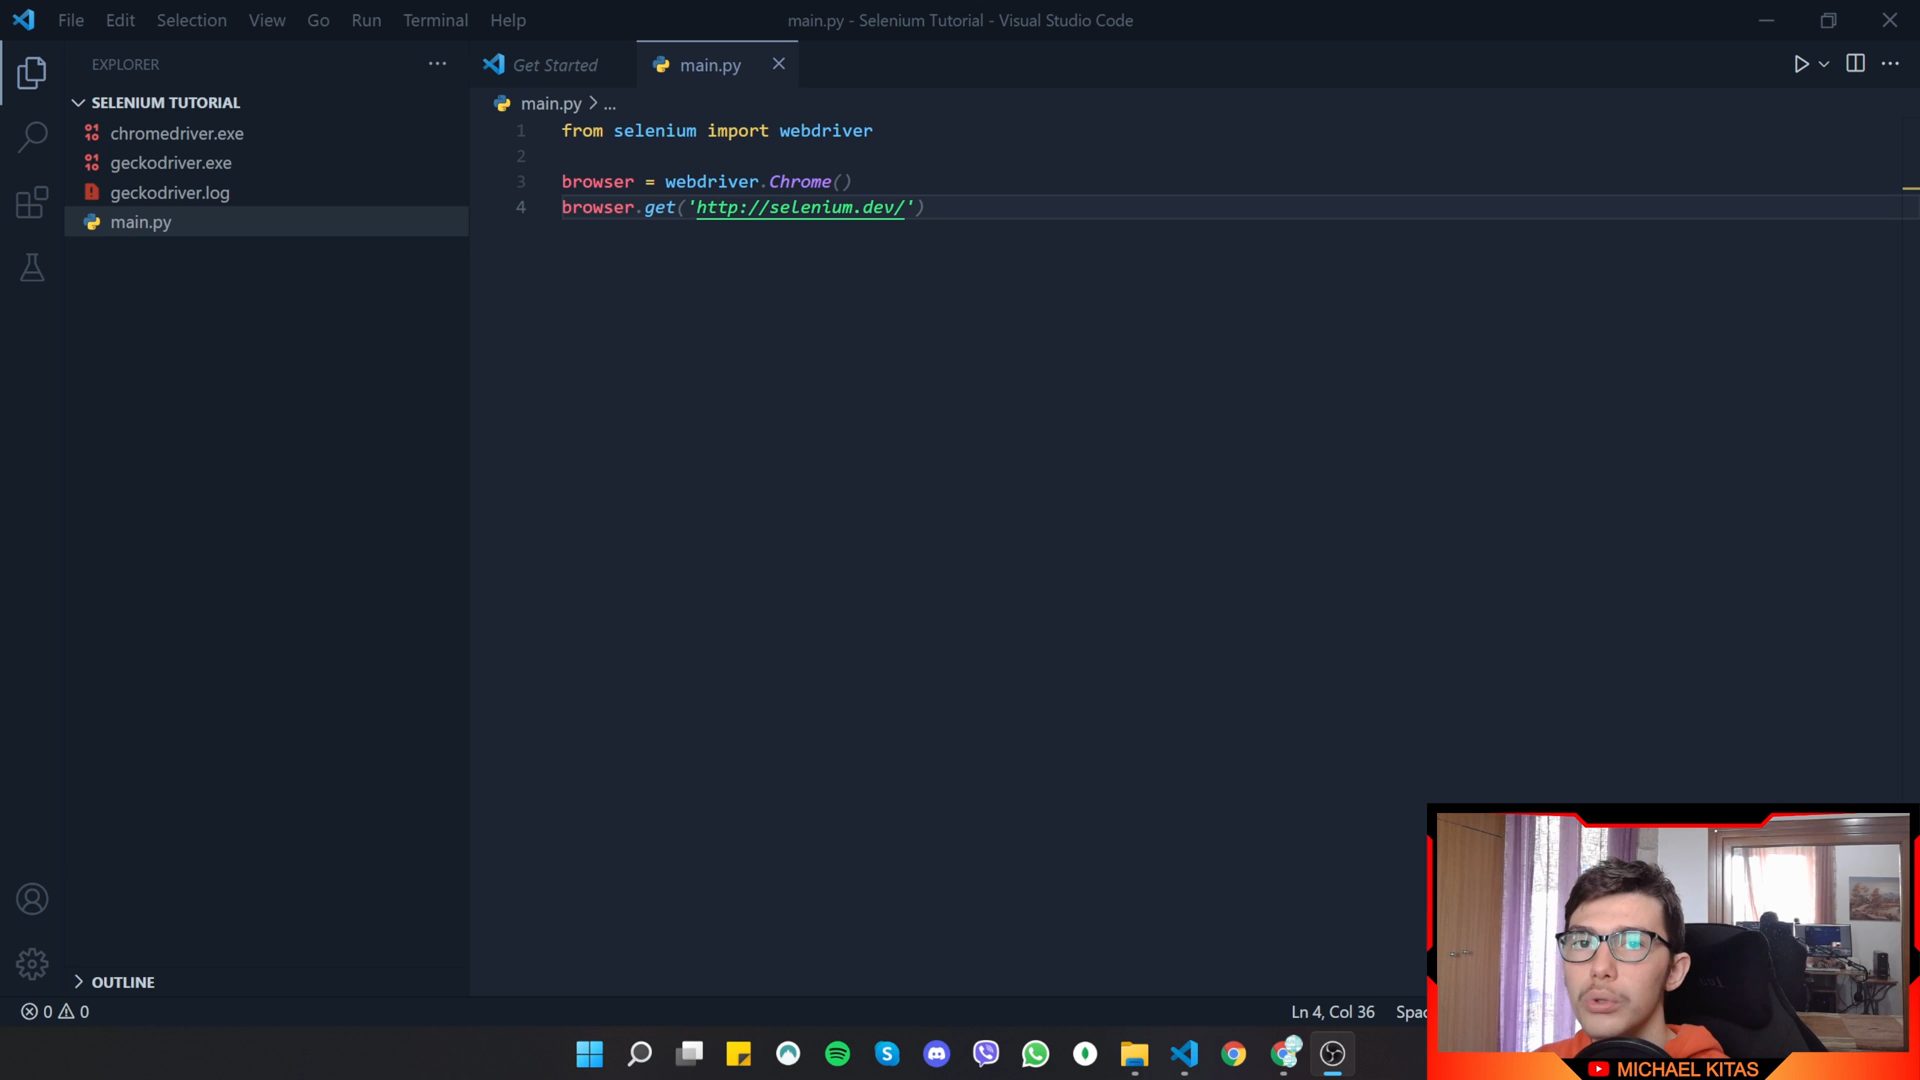 File Edit Selection View Go Run Terminal Help
main.py - Selenium Tutorial - Visual Studio Code
EXPLORER
SELENIUM TUTORIAL
chromedriver.exe
geckodriver.exe
geckodriver.log
main.py
OUTLINE
Get Started
main.py
main.py > ...
1 from selenium import webdriver
2
3 browser = webdriver.Chrome()
4 browser.get('http://selenium.dev/')
0 0
Ln 4, Col 36
MICHAEL KITAS